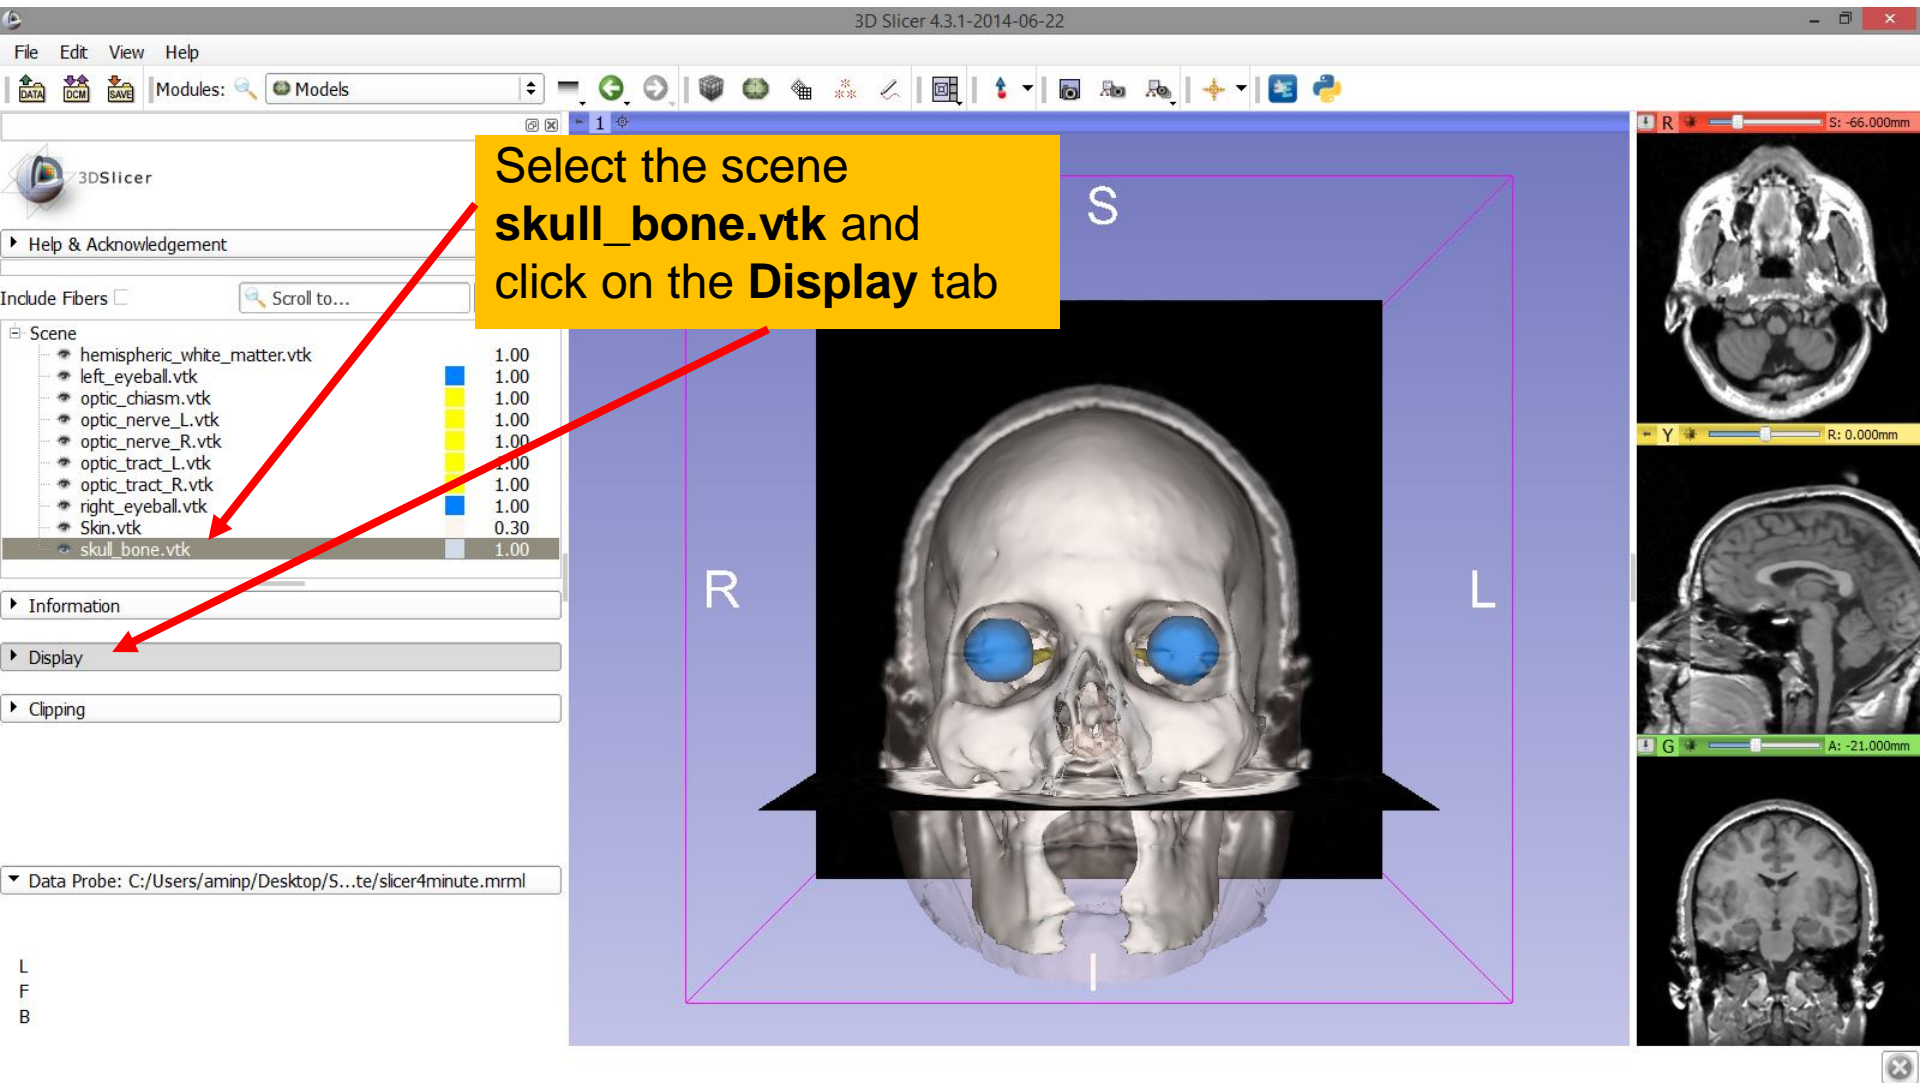 3D Slicer 4.3.1-2014-06-22
File Edit View Help
DATA DCM SAVE Modules: Models
1
R S: -66.000mm
3DSlicer
Select the scene
skull_bone.vtk and
click on the Display tab
Help & Acknowledgement
Include Fibers Scroll to...
Scene
hemispheric_white_matter.vtk 1.00
left_eyeball.vtk 1.00
optic_chiasm.vtk 1.00
optic_nerve_L.vtk 1.00
optic_nerve_R.vtk 1.00
optic_tract_L.vtk 1.00
optic_tract_R.vtk 1.00
right_eyeball.vtk 1.00
Skin.vtk 0.30
skull_bone.vtk 1.00
Information
Display
Clipping
Data Probe: C:/Users/aminp/Desktop/S...te/slicer4minute.mrml
L
F
B
S
R L
I
Y R: 0.000mm
G A: -21.000mm